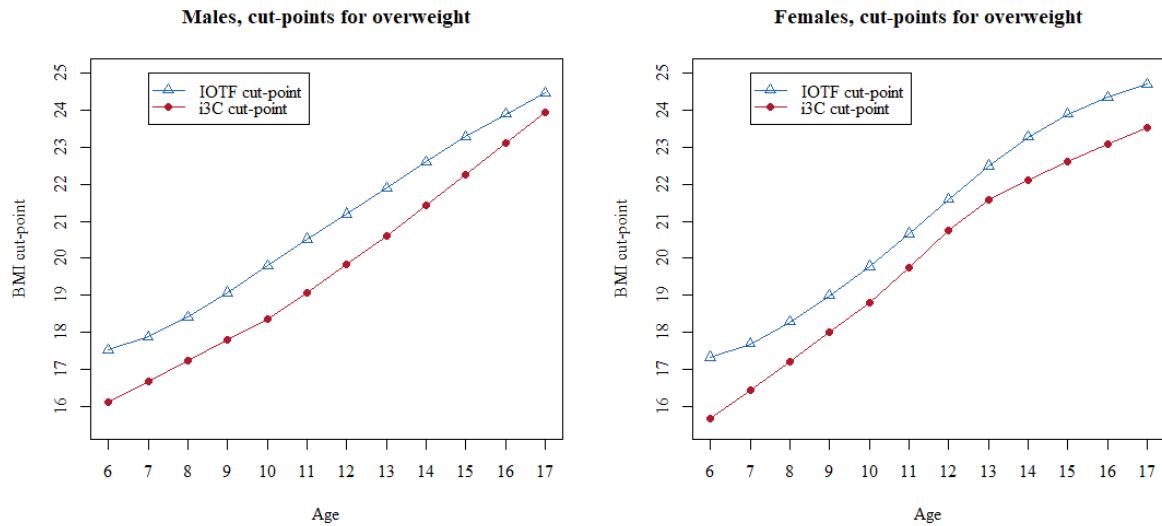 Males, cut-points for overweight
25
24
23
22
21
20
19
18
17
16
BMI cut-point
IOTF cut-point
i3C cut-point
6 7 8 9 10 11 12 13 14 15 16 17
Age
Females, cut-points for overweight
25
24
23
22
21
20
19
18
17
16
BMI cut-point
IOTF cut-point
i3C cut-point
6 7 8 9 10 11 12 13 14 15 16 17
Age